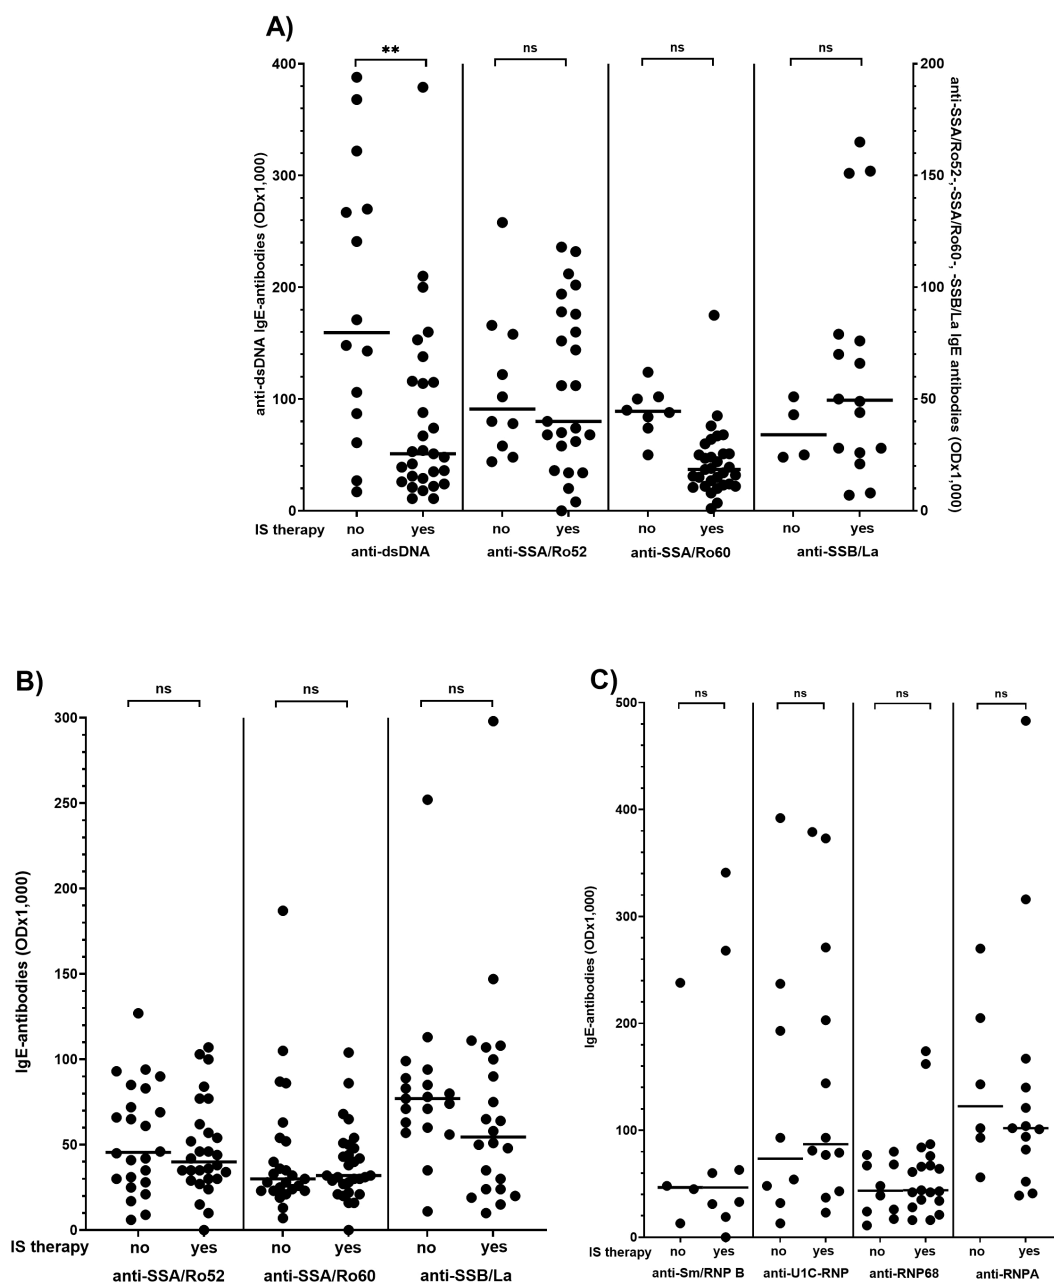 A)
** ns ns ns
400 200
300 150
200 100
100 50
0 0
anti-dsDNA IgE-antibodies (ODx1,000)
anti-SSA/Ro52-,-SSA/Ro60-, -SSB/La IgE antibodies (ODx1,000)
IS therapy no yes no yes no yes no yes
anti-dsDNA anti-SSA/Ro52 anti-SSA/Ro60 anti-SSB/La
B)
ns ns ns
300
250
200
150
100
50
0
IgE-antibodies (ODx1,000)
IS therapy no yes no yes no yes
anti-SSA/Ro52 anti-SSA/Ro60 anti-SSB/La
C)
ns ns ns ns
500
400
300
200
100
0
IgE-antibodies (ODx1,000)
IS therapy no yes no yes no yes no yes
anti-Sm/RNP B anti-U1C-RNP anti-RNP68 anti-RNPA